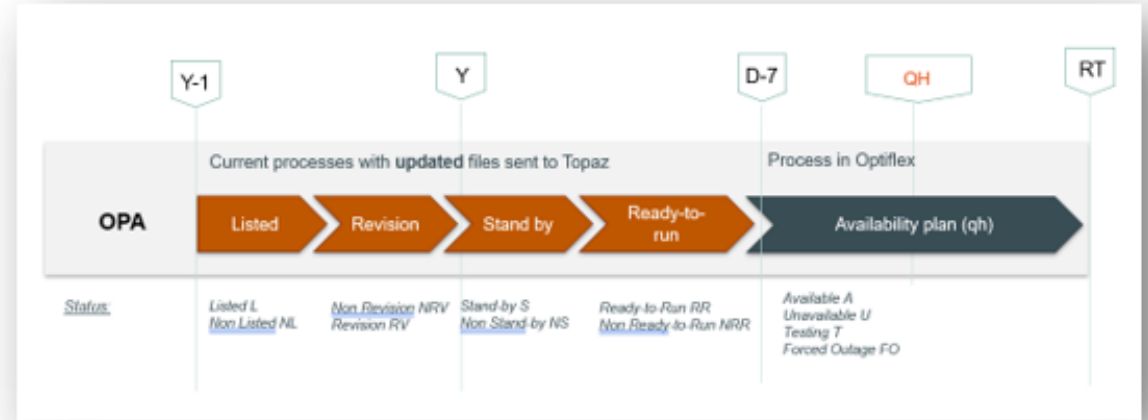 Y-1
Y
D-7
QH
RT
Current processes with updated files sent to Topaz
Process in Optiflex
OPA
Listed
Revision
Stand by
Ready-to-
run
Availability plan (qh)
Status:
Listed L
Non Listed NL
Non Revision NRV
Revision RV
Stand-by S
Non Stand-by NS
Ready-to-Run RR
Non Ready-to-Run NRR
Available A
Unavailable U
Testing T
Forced Outage FO